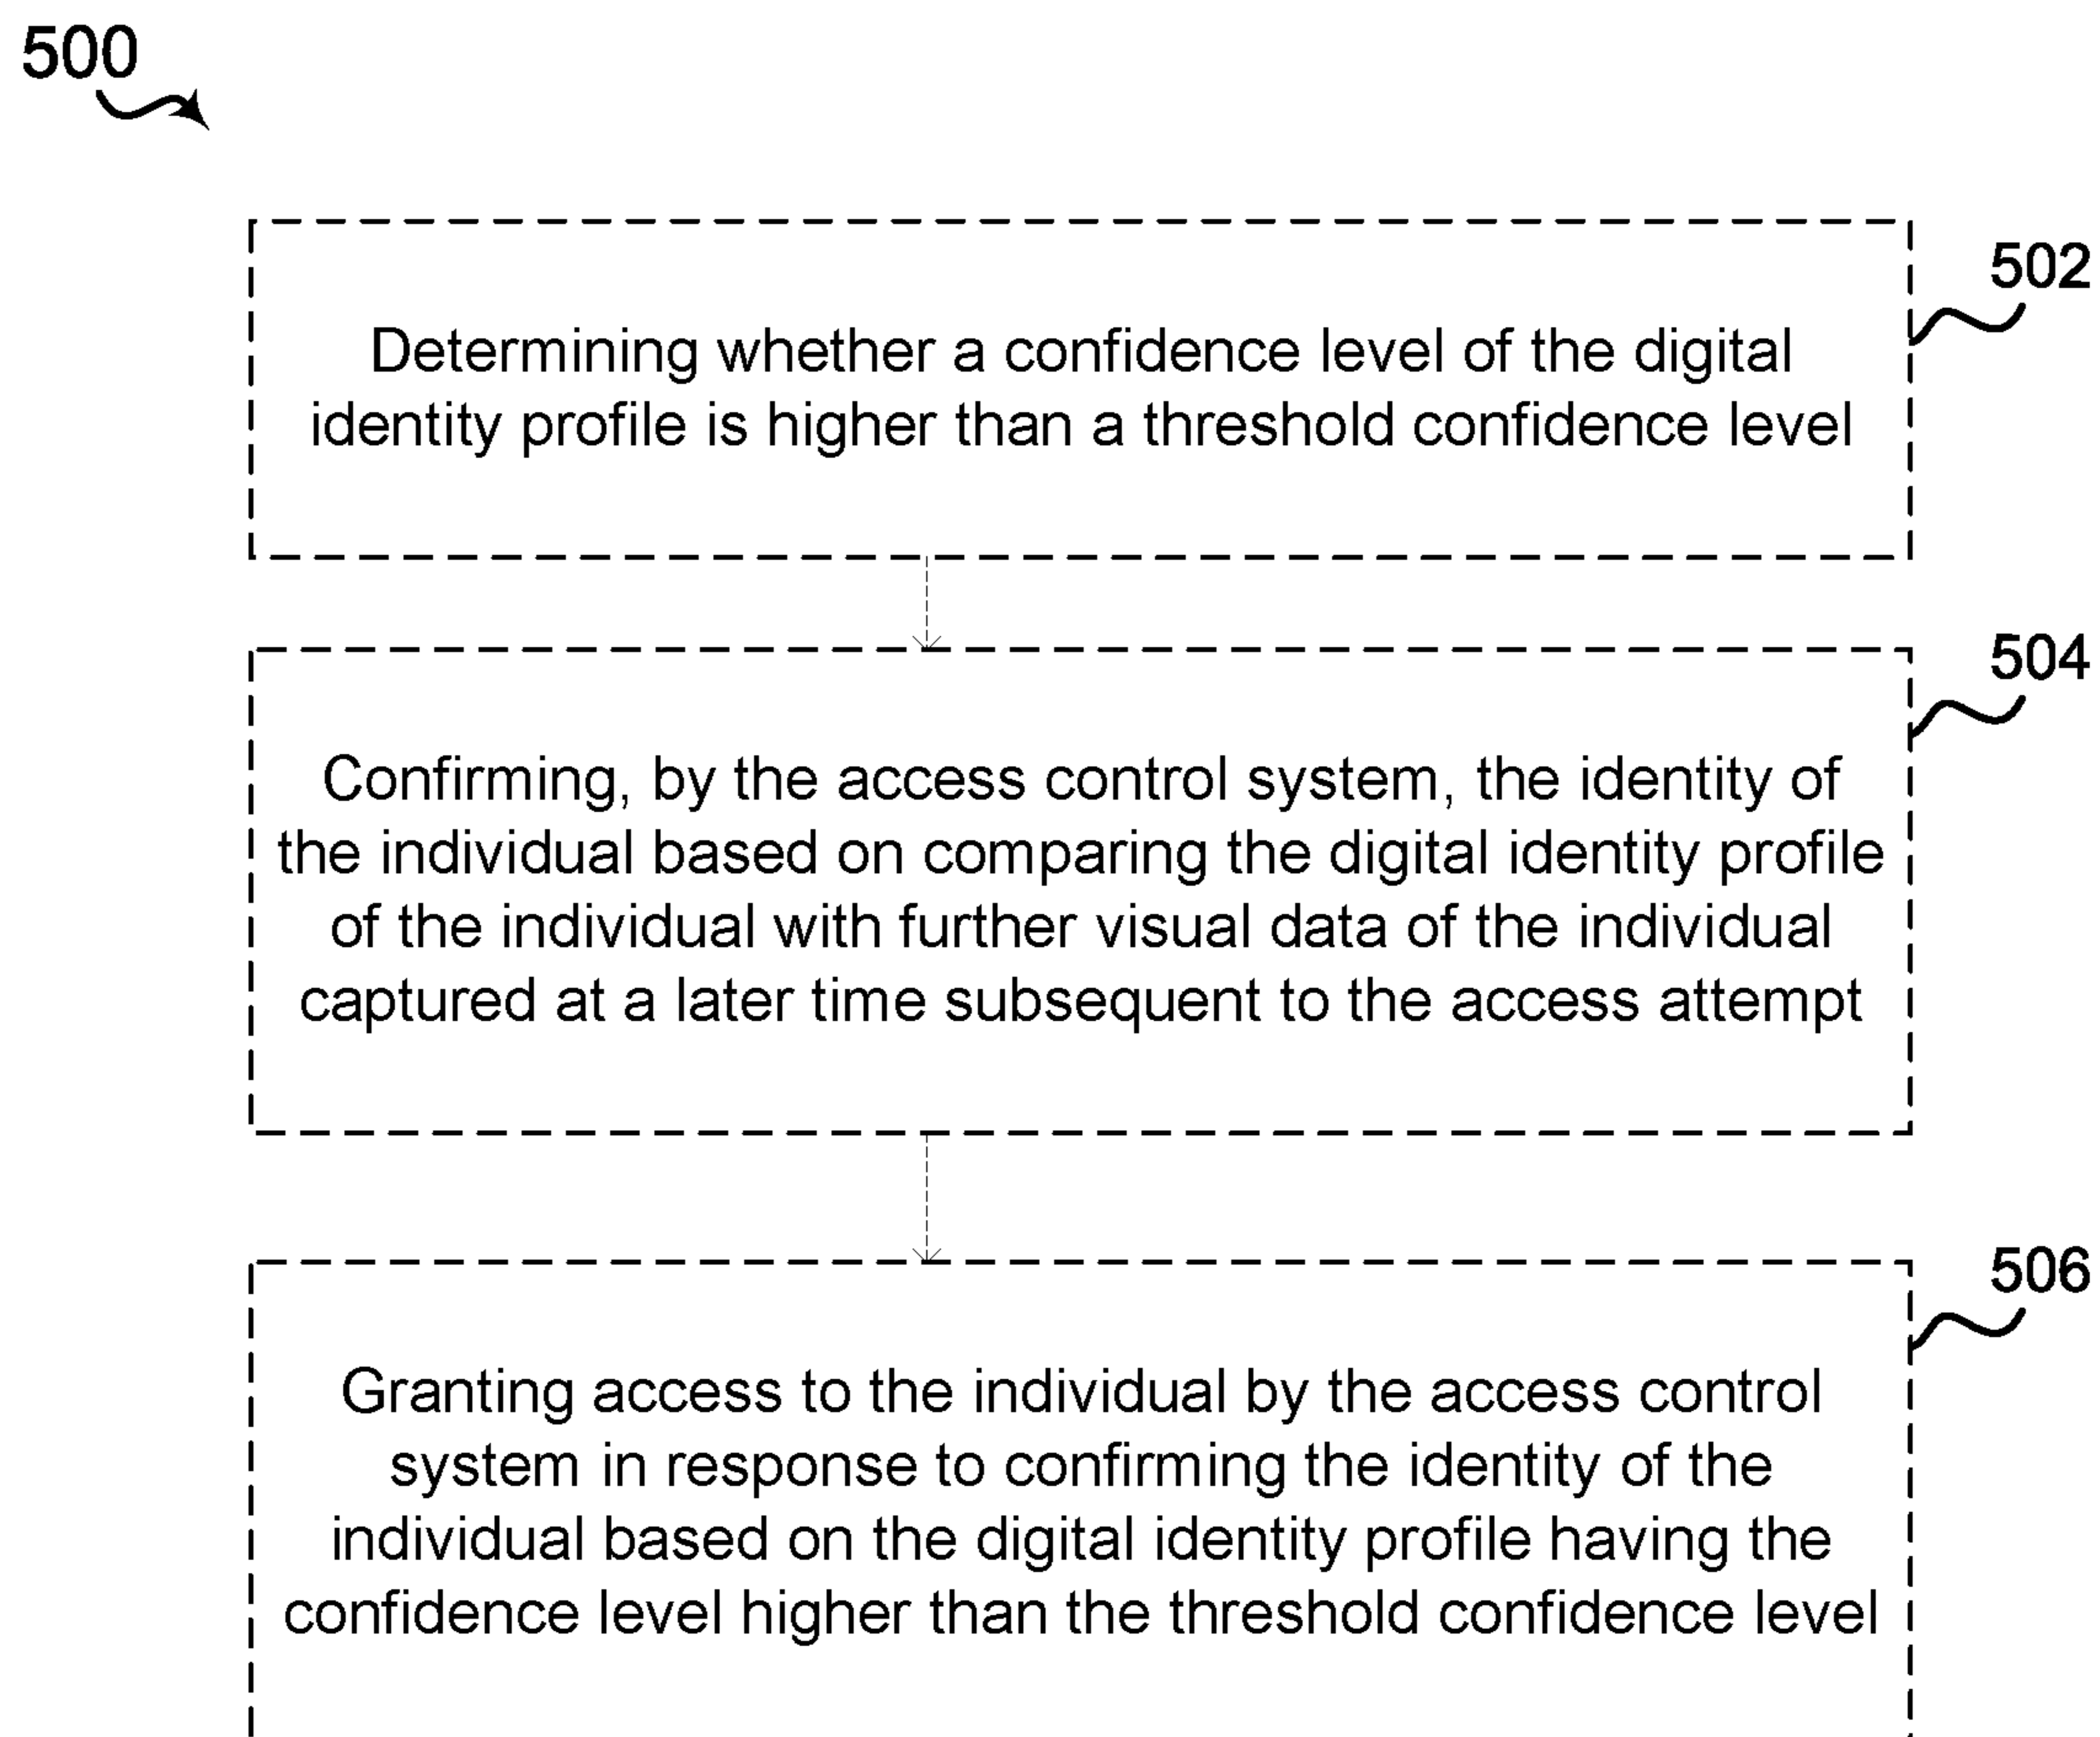 500
502
Determining whether a confidence level of the digital
identity profile is higher than a threshold confidence level
504
Confirming, by the access control system, the identity of
the individual based on comparing the digital identity profile
of the individual with further visual data of the individual
captured at a later time subsequent to the access attempt
506
Granting access to the individual by the access control
system in response to confirming the identity of the
individual based on the digital identity profile having the
confidence level higher than the threshold confidence level